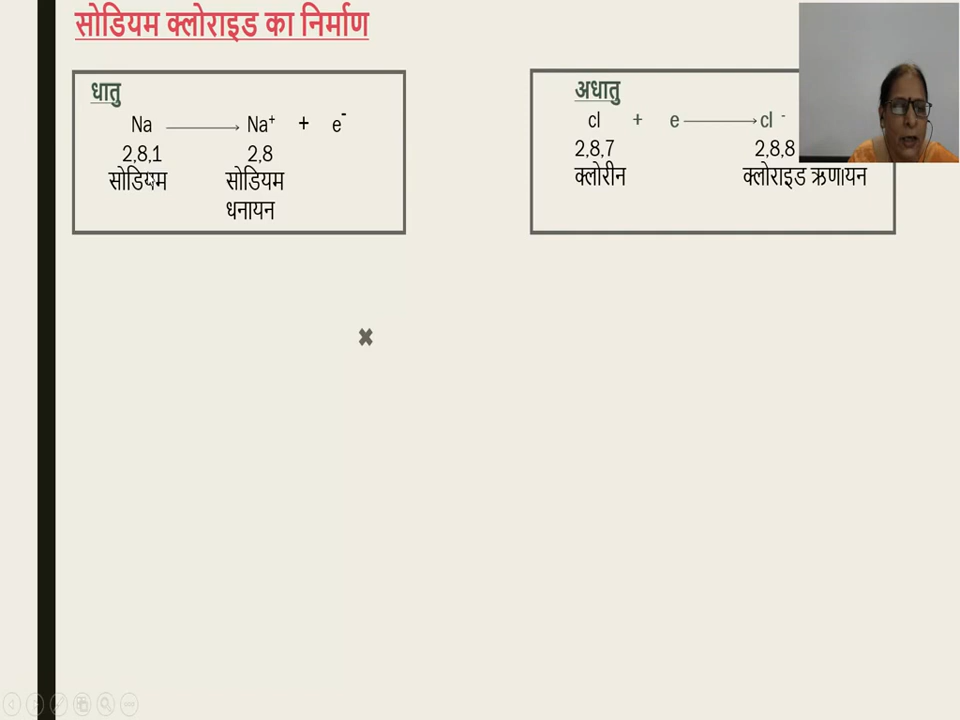 सोडियम क्लोराइड का निर्माण
धातु
Na → Na⁺ + e⁻
2,8,1 2,8
सोडियम सोडियम
धनायन
अधातु
cl + e → cl ⁻
2,8,7 2,8,8
क्लोरीन क्लोराइड ऋणायन